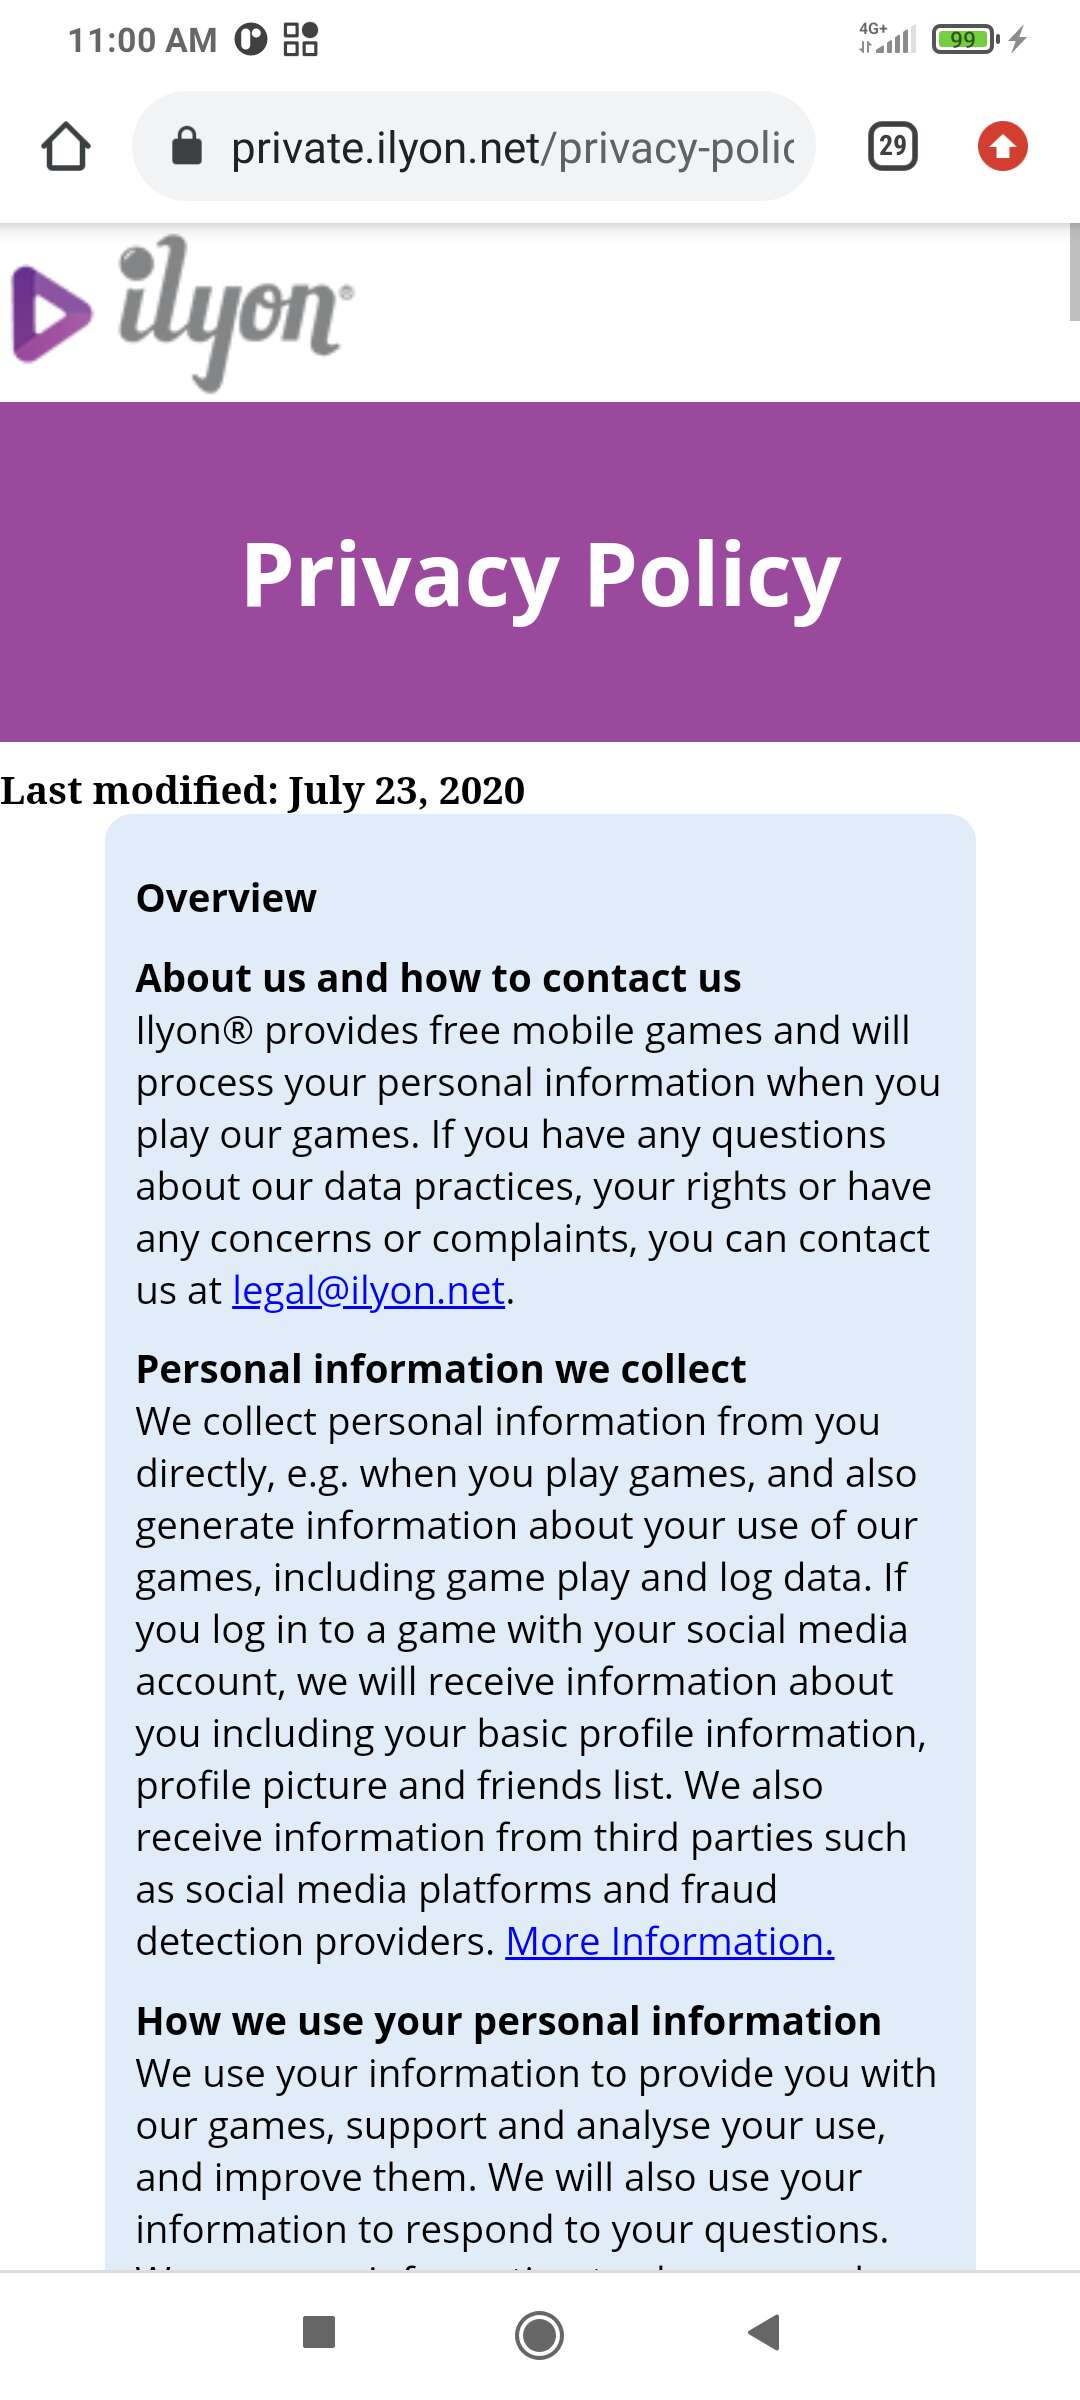 11:00 AM
4G+
99
private.ilyon.net/privacy-polic
29
ilyon®
Privacy Policy
Last modified: July 23, 2020
Overview
About us and how to contact us
Ilyon® provides free mobile games and will
process your personal information when you
play our games. If you have any questions
about our data practices, your rights or have
any concerns or complaints, you can contact
us at legal@ilyon.net.
Personal information we collect
We collect personal information from you
directly, e.g. when you play games, and also
generate information about your use of our
games, including game play and log data. If
you log in to a game with your social media
account, we will receive information about
you including your basic profile information,
profile picture and friends list. We also
receive information from third parties such
as social media platforms and fraud
detection providers. More Information.
How we use your personal information
We use your information to provide you with
our games, support and analyse your use,
and improve them. We will also use your
information to respond to your questions.